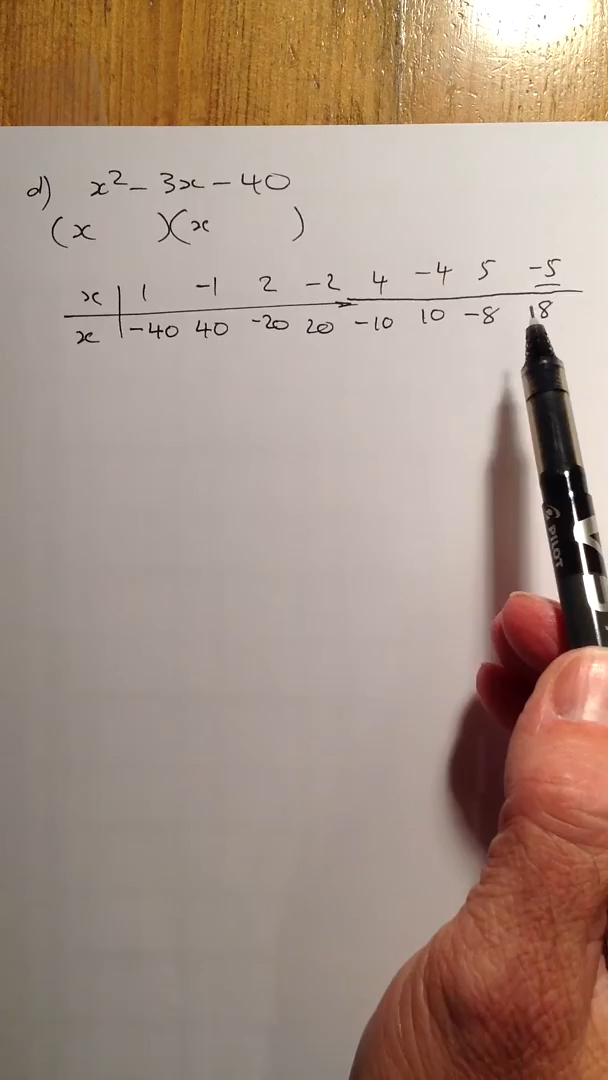 d) x² - 3x - 40
(x )(x )
x | 1 -1 2 -2 4 -4 5 -5
x | -40 40 -20 20 -10 10 -8 18
PILOT